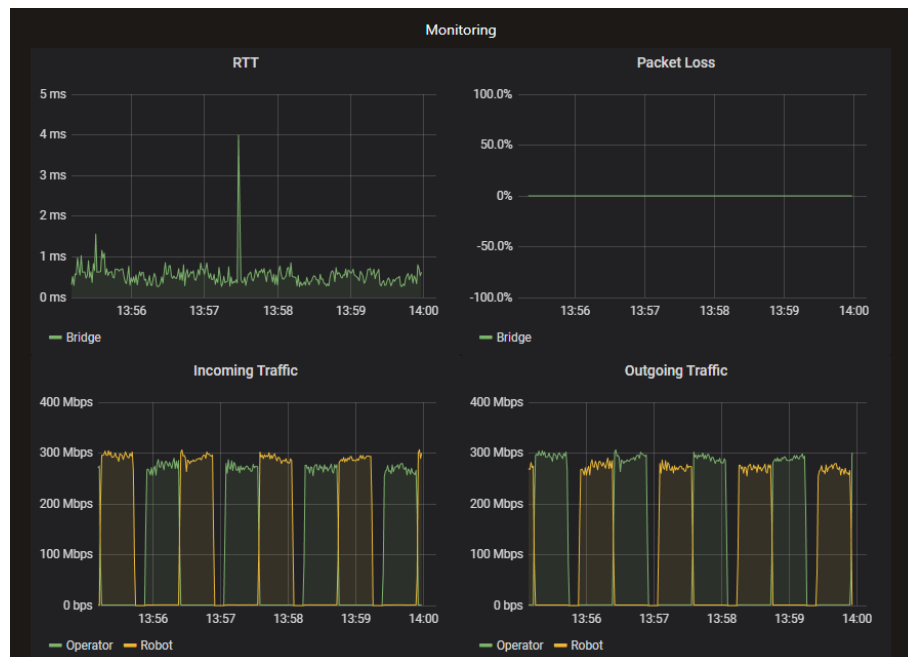 Monitoring
RTT
5 ms
4 ms
3 ms
2 ms
1 ms
0 ms
13:56 13:57 13:58 13:59 14:00
Bridge
Packet Loss
100.0%
50.0%
0%
-50.0%
-100.0%
13:56 13:57 13:58 13:59 14:00
Bridge
Incoming Traffic
400 Mbps
300 Mbps
200 Mbps
100 Mbps
0 bps
13:56 13:57 13:58 13:59 14:00
Operator Robot
Outgoing Traffic
400 Mbps
300 Mbps
200 Mbps
100 Mbps
0 bps
13:56 13:57 13:58 13:59 14:00
Operator Robot